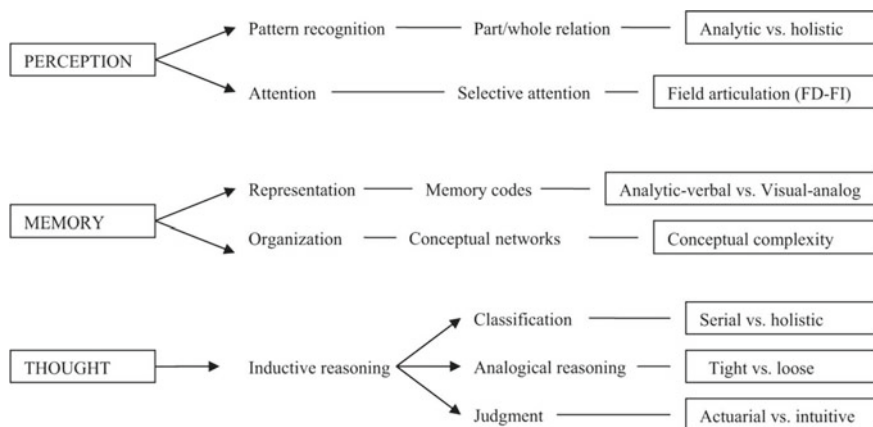 Pattern recognition Part/whole relation Analytic vs. holistic
PERCEPTION
Attention Selective attention Field articulation (FD-FI)
Representation Memory codes Analytic-verbal vs. Visual-analog
MEMORY
Organization Conceptual networks Conceptual complexity
Classification Serial vs. holistic
THOUGHT Inductive reasoning Analogical reasoning Tight vs. loose
Judgment Actuarial vs. intuitive